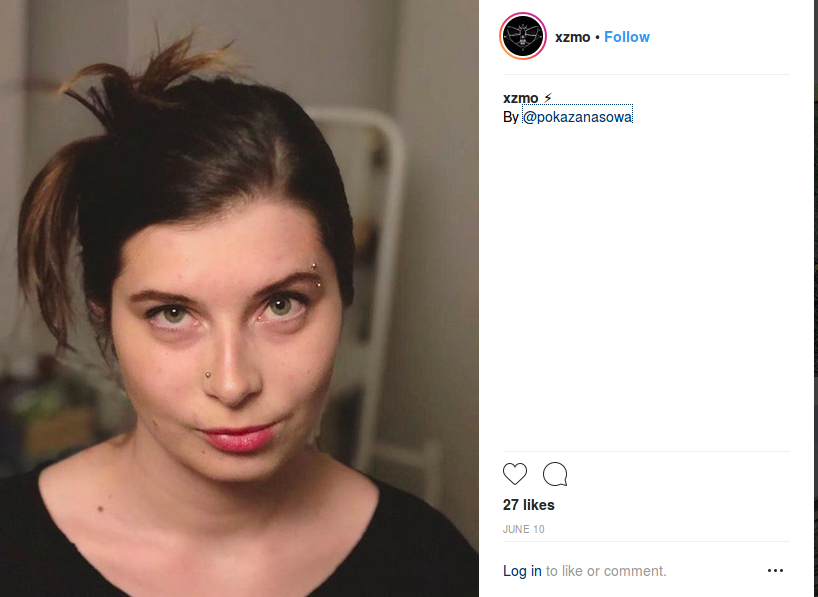 xzmo • Follow
xzmo ⚡
By @pokazanasowa
27 likes
JUNE 10
Log in to like or comment.